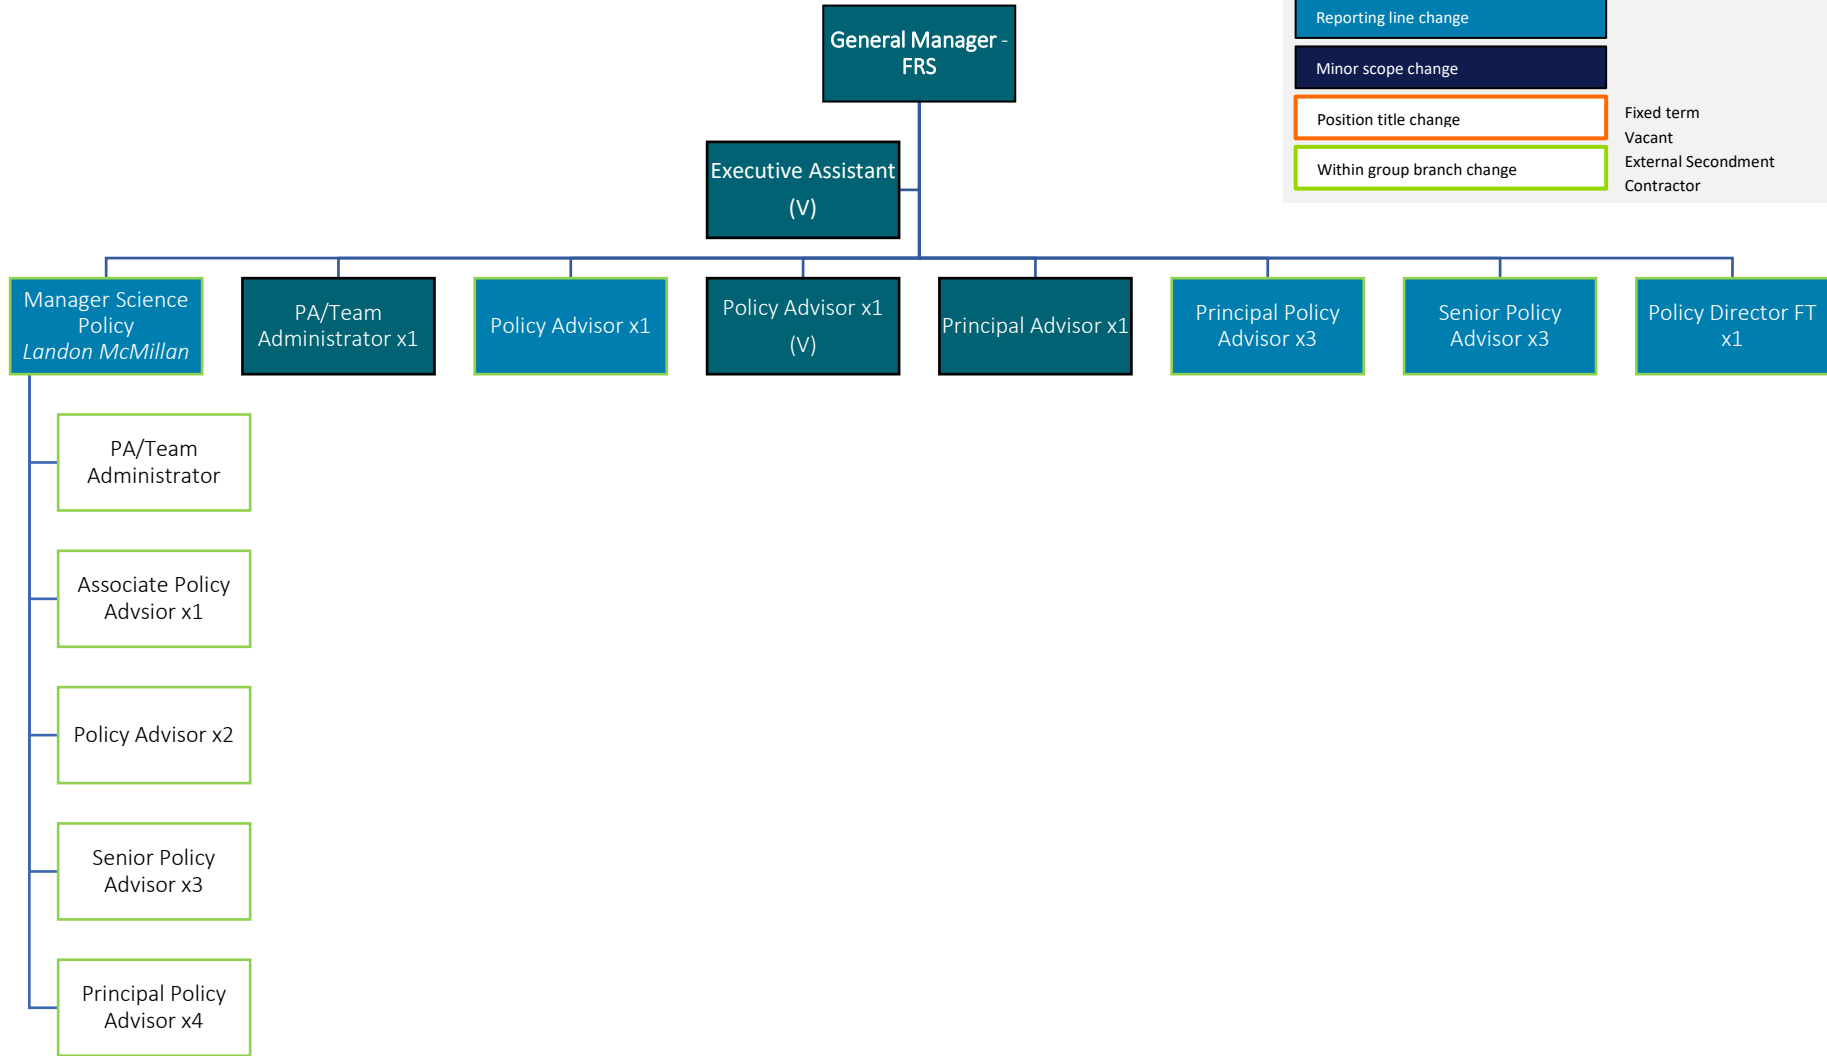 Reporting line change
Minor scope change
Position title change
Within group branch change
Fixed term
Vacant
External Secondment
Contractor
General Manager -
FRS
Executive Assistant
(V)
Manager Science
Policy
Landon McMillan
PA/Team
Administrator x1
Policy Advisor x1
Policy Advisor x1
(V)
Principal Advisor x1
Principal Policy
Advisor x3
Senior Policy
Advisor x3
Policy Director FT
x1
PA/Team
Administrator
Associate Policy
Advsior x1
Policy Advisor x2
Senior Policy
Advisor x3
Principal Policy
Advisor x4